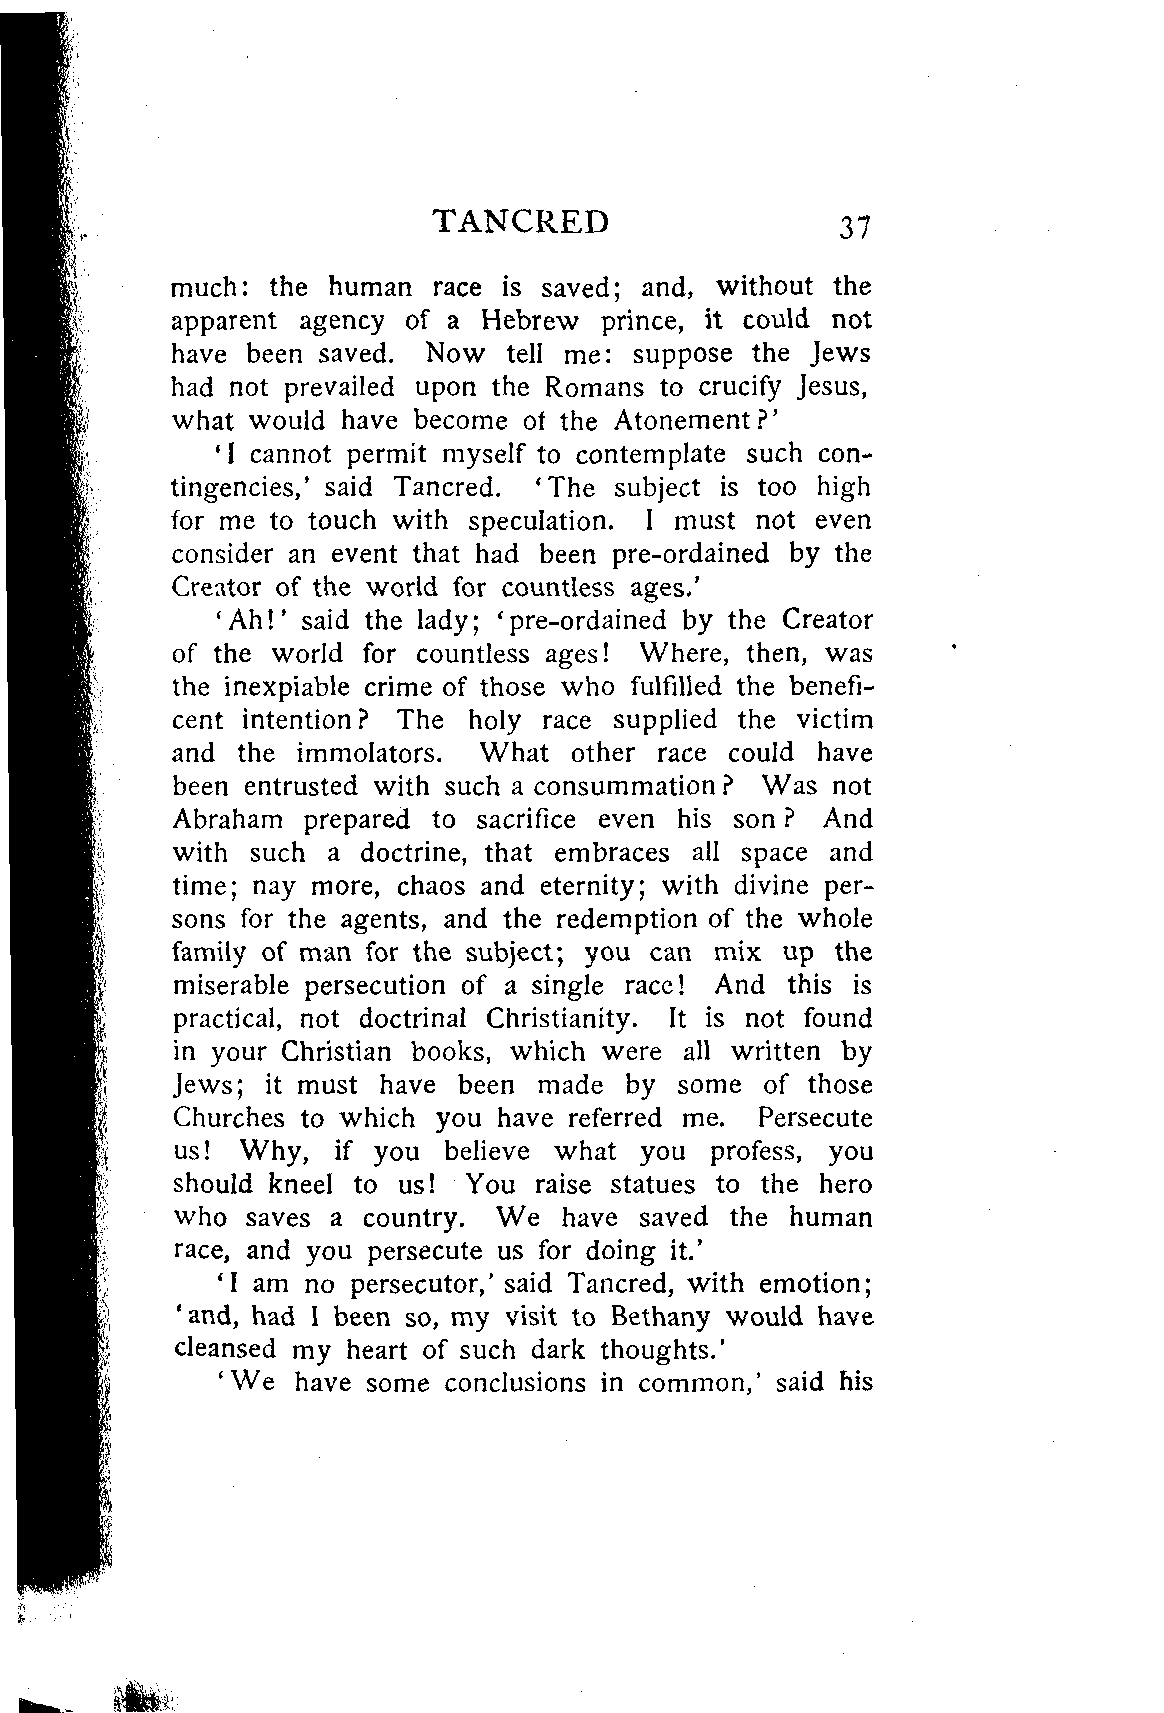 TANCRED 37
much: the human race is saved; and, without the
apparent agency of a Hebrew prince, it could not
have been saved. Now tell me: suppose the Jews
had not prevailed upon the Romans to crucify Jesus,
what would have become of the Atonement?'
'I cannot permit myself to contemplate such con-
tingencies,' said Tancred. 'The subject is too high
for me to touch with speculation. I must not even
consider an event that had been pre-ordained by the
Creator of the world for countless ages.'
'Ah!' said the lady; 'pre-ordained by the Creator
of the world for countless ages! Where, then, was
the inexpiable crime of those who fulfilled the benefi-
cent intention? The holy race supplied the victim
and the immolators. What other race could have
been entrusted with such a consummation? Was not
Abraham prepared to sacrifice even his son? And
with such a doctrine, that embraces all space and
time; nay more, chaos and eternity; with divine per-
sons for the agents, and the redemption of the whole
family of man for the subject; you can mix up the
miserable persecution of a single race! And this is
practical, not doctrinal Christianity. It is not found
in your Christian books, which were all written by
Jews; it must have been made by some of those
Churches to which you have referred me. Persecute
us! Why, if you believe what you profess, you
should kneel to us! You raise statues to the hero
who saves a country. We have saved the human
race, and you persecute us for doing it.'
'I am no persecutor,' said Tancred, with emotion;
'and, had I been so, my visit to Bethany would have
cleansed my heart of such dark thoughts.'
'We have some conclusions in common,' said his